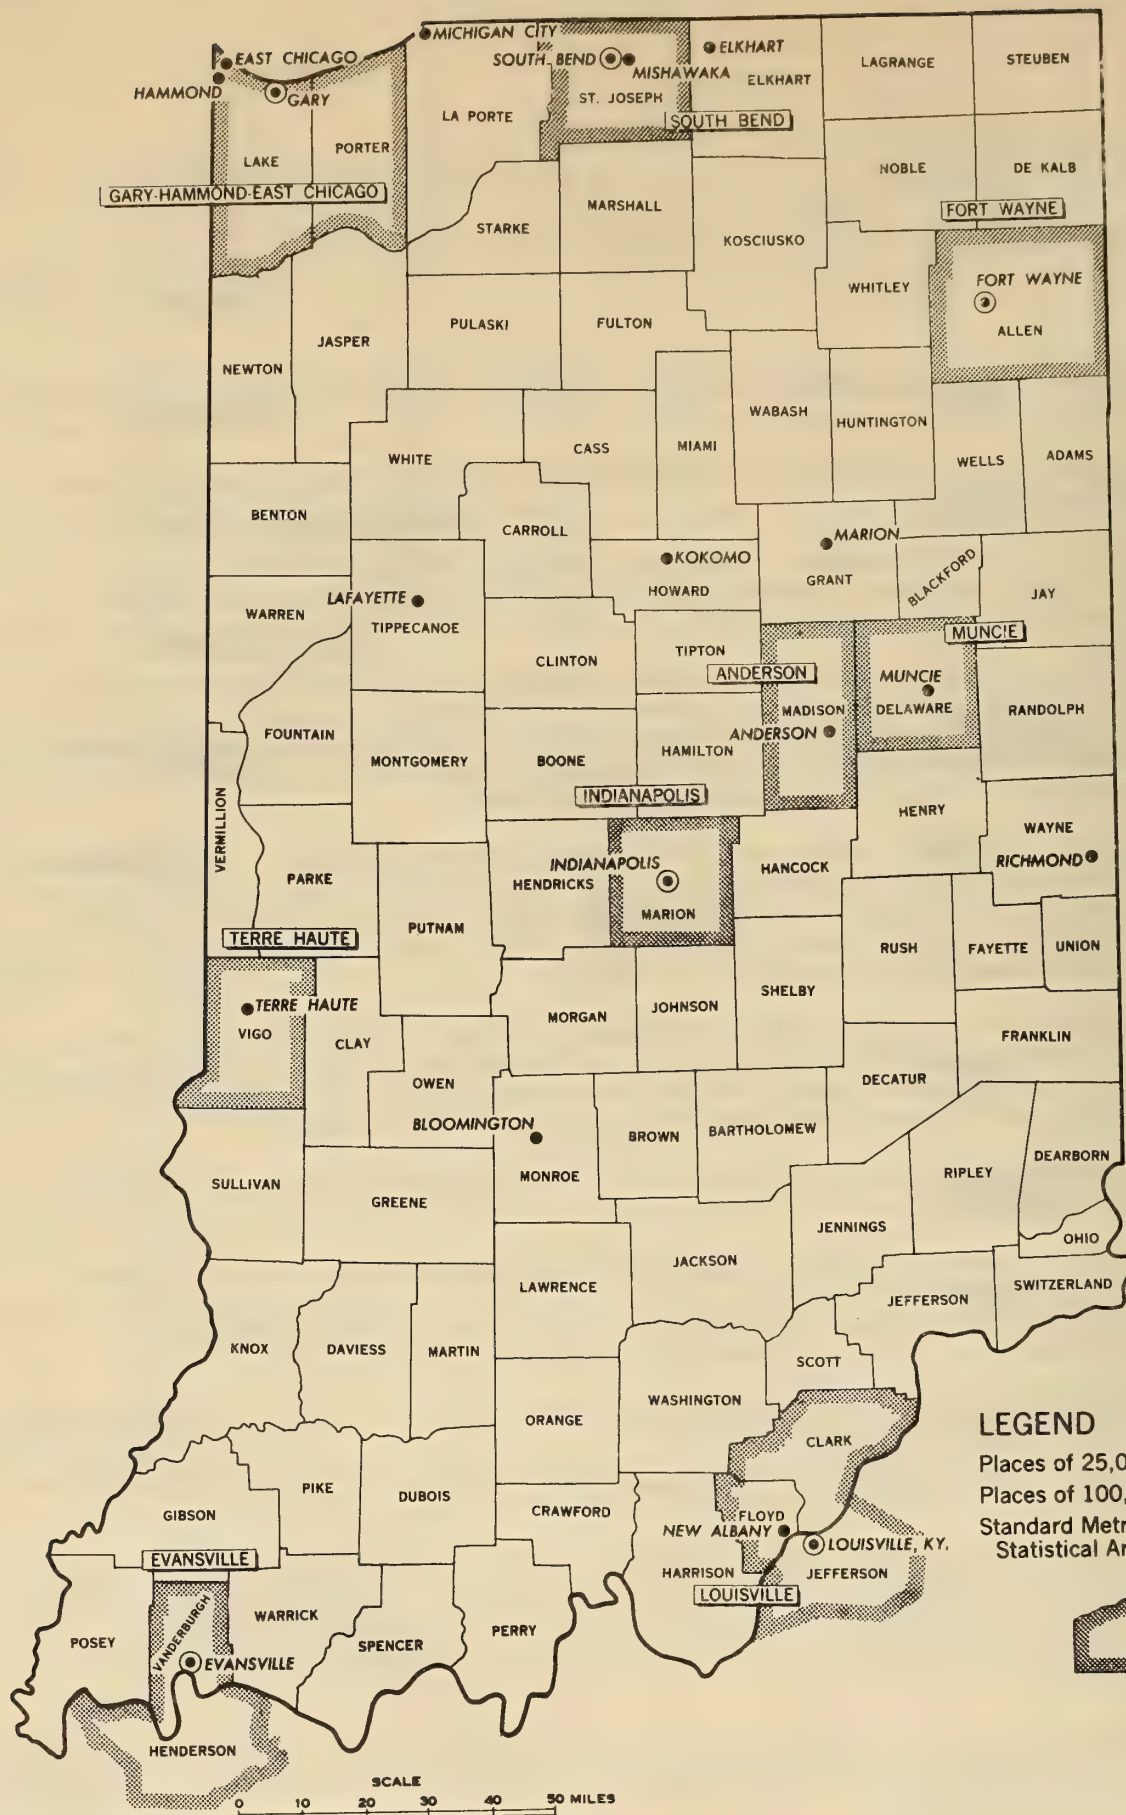 MICHIGAN CITY
EAST CHICAGO
SOUTH BEND
ELKHART
MISHAWAKA
HAMMOND
GARY
ST. JOSEPH
ELKHART
LAGRANGE
STEUBEN
LA PORTE
SOUTH BEND
LAKE
PORTER
NOBLE
DE KALB
GARY-HAMMOND-EAST CHICAGO
MARSHALL
FORT WAYNE
STARKE
KOSCIUSKO
WHITLEY
FORT WAYNE
ALLEN
PULASKI
FULTON
JASPER
NEWTON
WABASH
HUNTINGTON
WHITE
CASS
MIAMI
WELLS
ADAMS
BENTON
CARROLL
MARION
KOKOMO
GRANT
BLACKFORD
HOWARD
JAY
LAFAYETTE
WARREN
TIPPECANOE
MUNCIE
CLINTON
TIPTON
ANDERSON
MUNCIE
MADISON
DELAWARE
RANDOLPH
FOUNTAIN
ANDERSON
MONTGOMERY
BOONE
HAMILTON
INDIANAPOLIS
VERMILLION
HENRY
WAYNE
RICHMOND
INDIANAPOLIS
HENDRICKS
HANCOCK
PARKE
MARION
PUTNAM
TERRE HAUTE
RUSH
FAYETTE
UNION
TERRE HAUTE
VIGO
CLAY
MORGAN
JOHNSON
SHELBY
FRANKLIN
OWEN
DECATUR
BLOOMINGTON
BROWN
BARTHOLOMEW
MONROE
RIPLEY
DEARBORN
SULLIVAN
GREENE
JENNINGS
OHIO
JACKSON
LAWRENCE
SWITZERLAND
JEFFERSON
KNOX
DAVIESS
MARTIN
SCOTT
WASHINGTON
ORANGE
CLARK
LEGEND
Places of 25,0
Places of 100,
Standard Metr
Statistical Ar
PIKE
DUBOIS
GIBSON
CRAWFORD
FLOYD
NEW ALBANY
LOUISVILLE, KY.
EVANSVILLE
HARRISON
JEFFERSON
LOUISVILLE
VANDERBURGH
WARRICK
POSEY
SPENCER
PERRY
EVANSVILLE
HENDERSON
SCALE
0 10 20 30 40 50 MILES